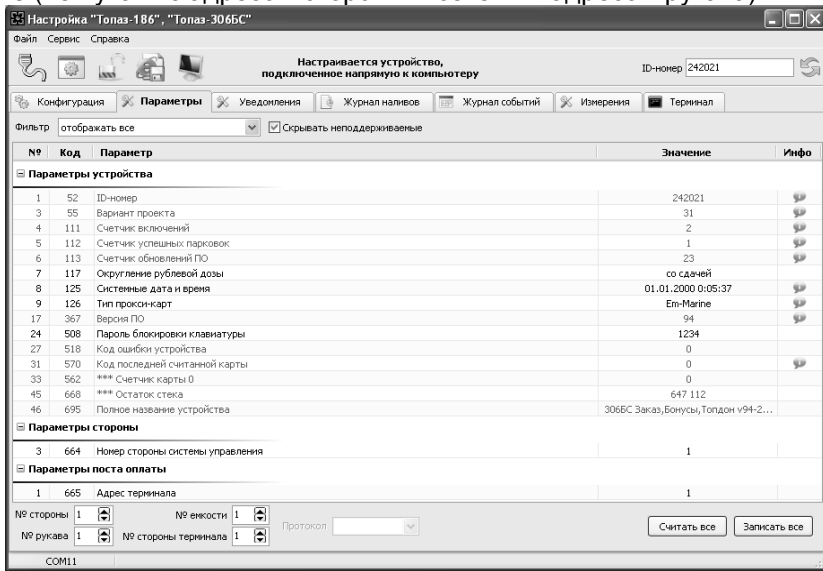 Настройка "Топаз-186", "Топаз-306БС"
Файл Сервис Справка
Настраивается устройство,
подключенное напрямую к компьютеру
ID-номер 242021
Конфигурация Параметры Уведомления Журнал наливов Журнал событий Измерения Терминал
Фильтр отображать все Скрывать неподдерживаемые
№ Код Параметр Значение Инфо
Параметры устройства
1 52 ID-номер 242021
3 55 Вариант проекта 31
4 111 Счетчик включений 2
5 112 Счетчик успешных парковок 1
6 113 Счетчик обновлений ПО 23
7 117 Округление рублевой дозы со сдачей
8 125 Системные дата и время 01.01.2000 0:05:37
9 126 Тип прокси-карт Em-Marine
17 367 Версия ПО 94
24 508 Пароль блокировки клавиатуры 1234
27 518 Код ошибки устройства 0
31 570 Код последней считанной карты 0
33 562 *** Счетчик карты 0 0
45 668 *** Остаток стека 647 112
46 695 Полное название устройства 306БС Заказ,Бонусы,Топдон v94-2...
Параметры стороны
3 664 Номер стороны системы управления 1
Параметры поста оплаты
1 665 Адрес терминала 1
№ стороны 1 № емкости 1 Протокол Считать все Записать все
№ рукава 1 № стороны терминала 1
COM11